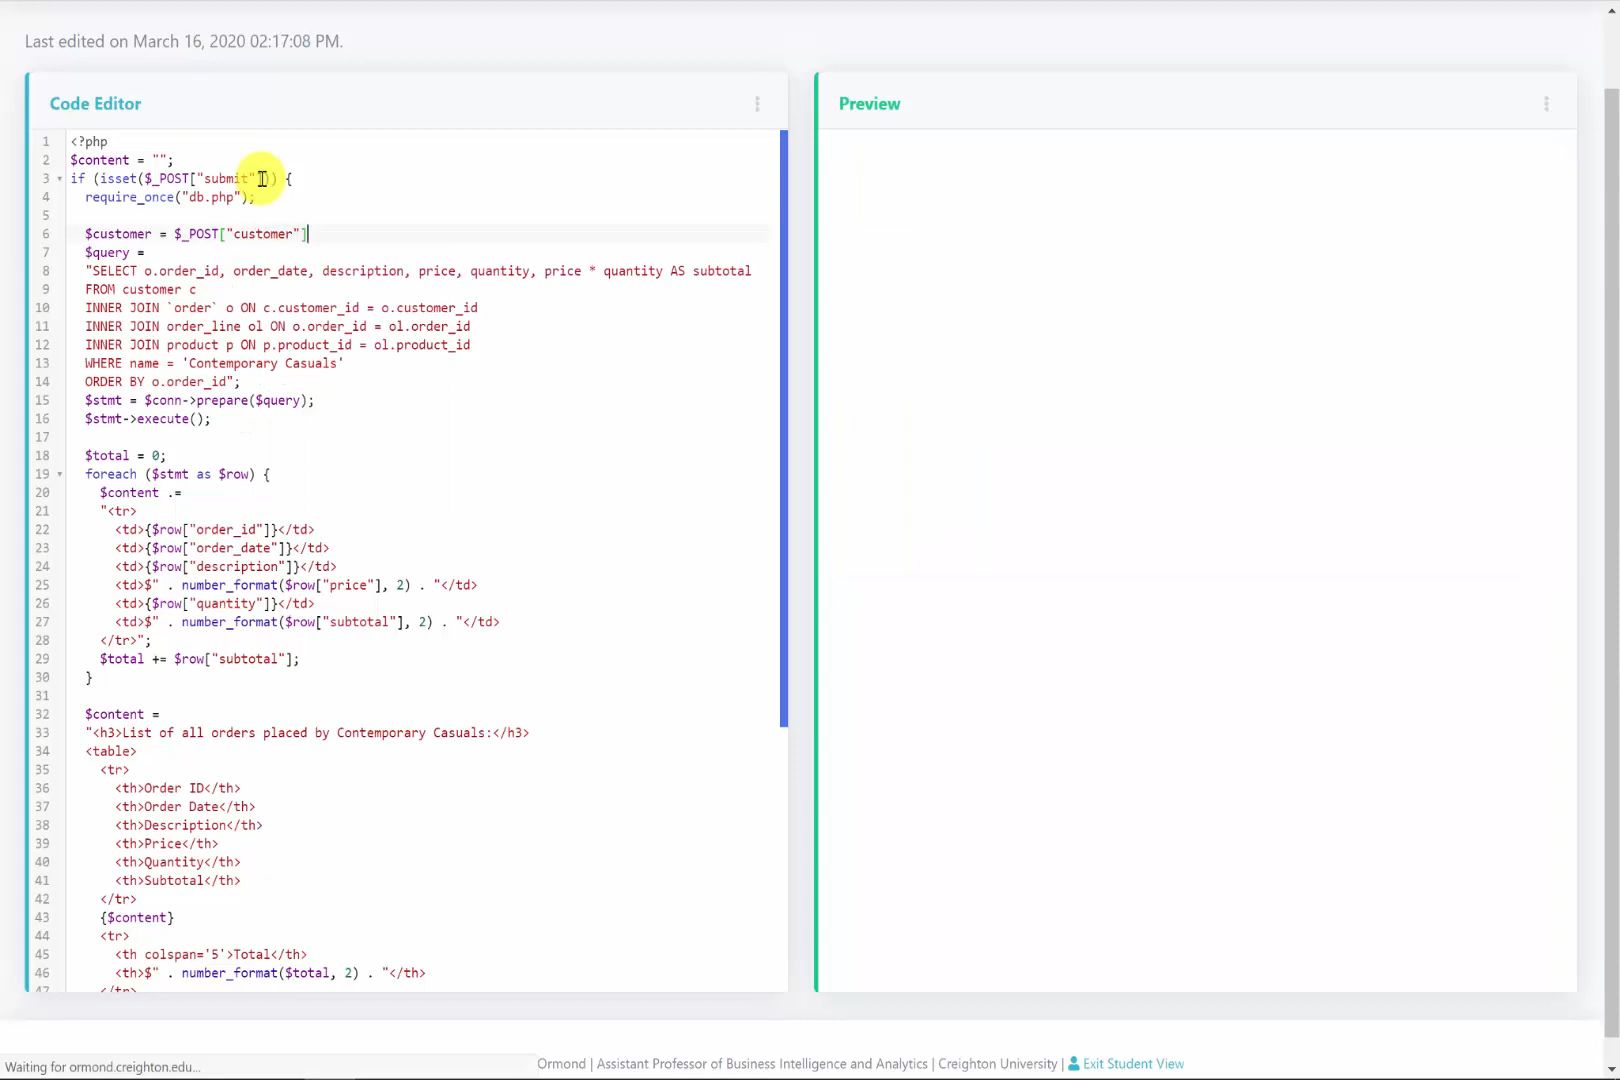 Last edited on March 16, 2020 02:17:08 PM.
Code Editor
1 <?php
2 $content = "";
3 if (isset($_POST["submit"])) {
4 require_once("db.php");
5
6 $customer = $_POST["customer"]
7 $query =
8 "SELECT o.order_id, order_date, description, price, quantity, price * quantity AS subtotal
9 FROM customer c
10 INNER JOIN `order` o ON c.customer_id = o.customer_id
11 INNER JOIN order_line ol ON o.order_id = ol.order_id
12 INNER JOIN product p ON p.product_id = ol.product_id
13 WHERE name = 'Contemporary Casuals'
14 ORDER BY o.order_id";
15 $stmt = $conn->prepare($query);
16 $stmt->execute();
17
18 $total = 0;
19 foreach ($stmt as $row) {
20 $content .=
21 "<tr>
22 <td>{$row["order_id"]}</td>
23 <td>{$row["order_date"]}</td>
24 <td>{$row["description"]}</td>
25 <td>$" . number_format($row["price"], 2) . "</td>
26 <td>{$row["quantity"]}</td>
27 <td>$" . number_format($row["subtotal"], 2) . "</td>
28 </tr>";
29 $total += $row["subtotal"];
30 }
31
32 $content =
33 "<h3>List of all orders placed by Contemporary Casuals:</h3>
34 <table>
35 <tr>
36 <th>Order ID</th>
37 <th>Order Date</th>
38 <th>Description</th>
39 <th>Price</th>
40 <th>Quantity</th>
41 <th>Subtotal</th>
42 </tr>
43 {$content}
44 <tr>
45 <th colspan='5'>Total</th>
46 <th>$" . number_format($total, 2) . "</th>
47 </tr>
Preview
Waiting for ormond.creighton.edu...
Ormond | Assistant Professor of Business Intelligence and Analytics | Creighton University | Exit Student View